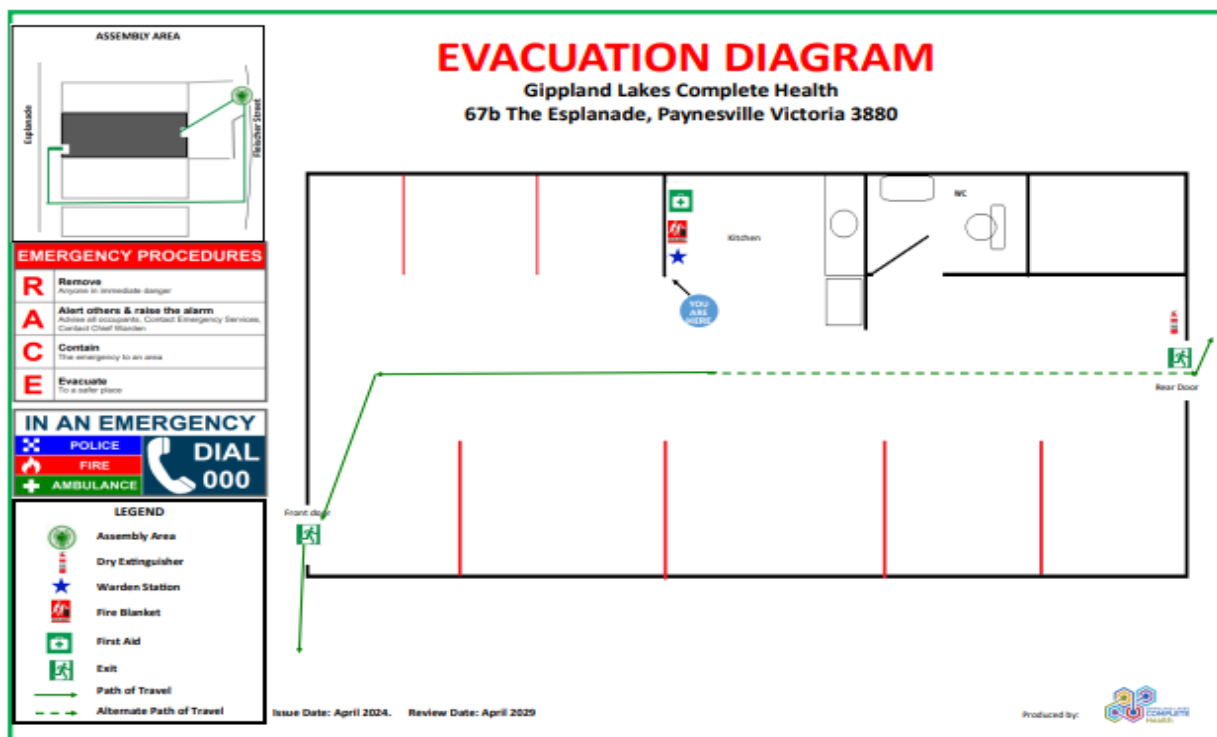 ASSEMBLY AREA
Esplanade
Fleischer Street
EVACUATION DIAGRAM
Gippland Lakes Complete Health
67b The Esplanade, Paynesville Victoria 3880
EMERGENCY PROCEDURES
R
Remove
Anyone in immediate danger
A
Alert others & raise the alarm
Advise all occupants, Contact Emergency Services,
Contact Chief Warden
C
Contain
The emergency to an area
E
Evacuate
To a safer place
IN AN EMERGENCY
POLICE
FIRE
AMBULANCE
DIAL
000
LEGEND
Assembly Area
Dry Extinguisher
Warden Station
Fire Blanket
First Aid
Exit
Path of Travel
Alternate Path of Travel
Kitchen
WC
YOU
ARE
HERE
Rear Door
Front door
Issue Date: April 2024. Review Date: April 2029
Produced by:
GIPPSLAND LAKES
COMPLETE
Health